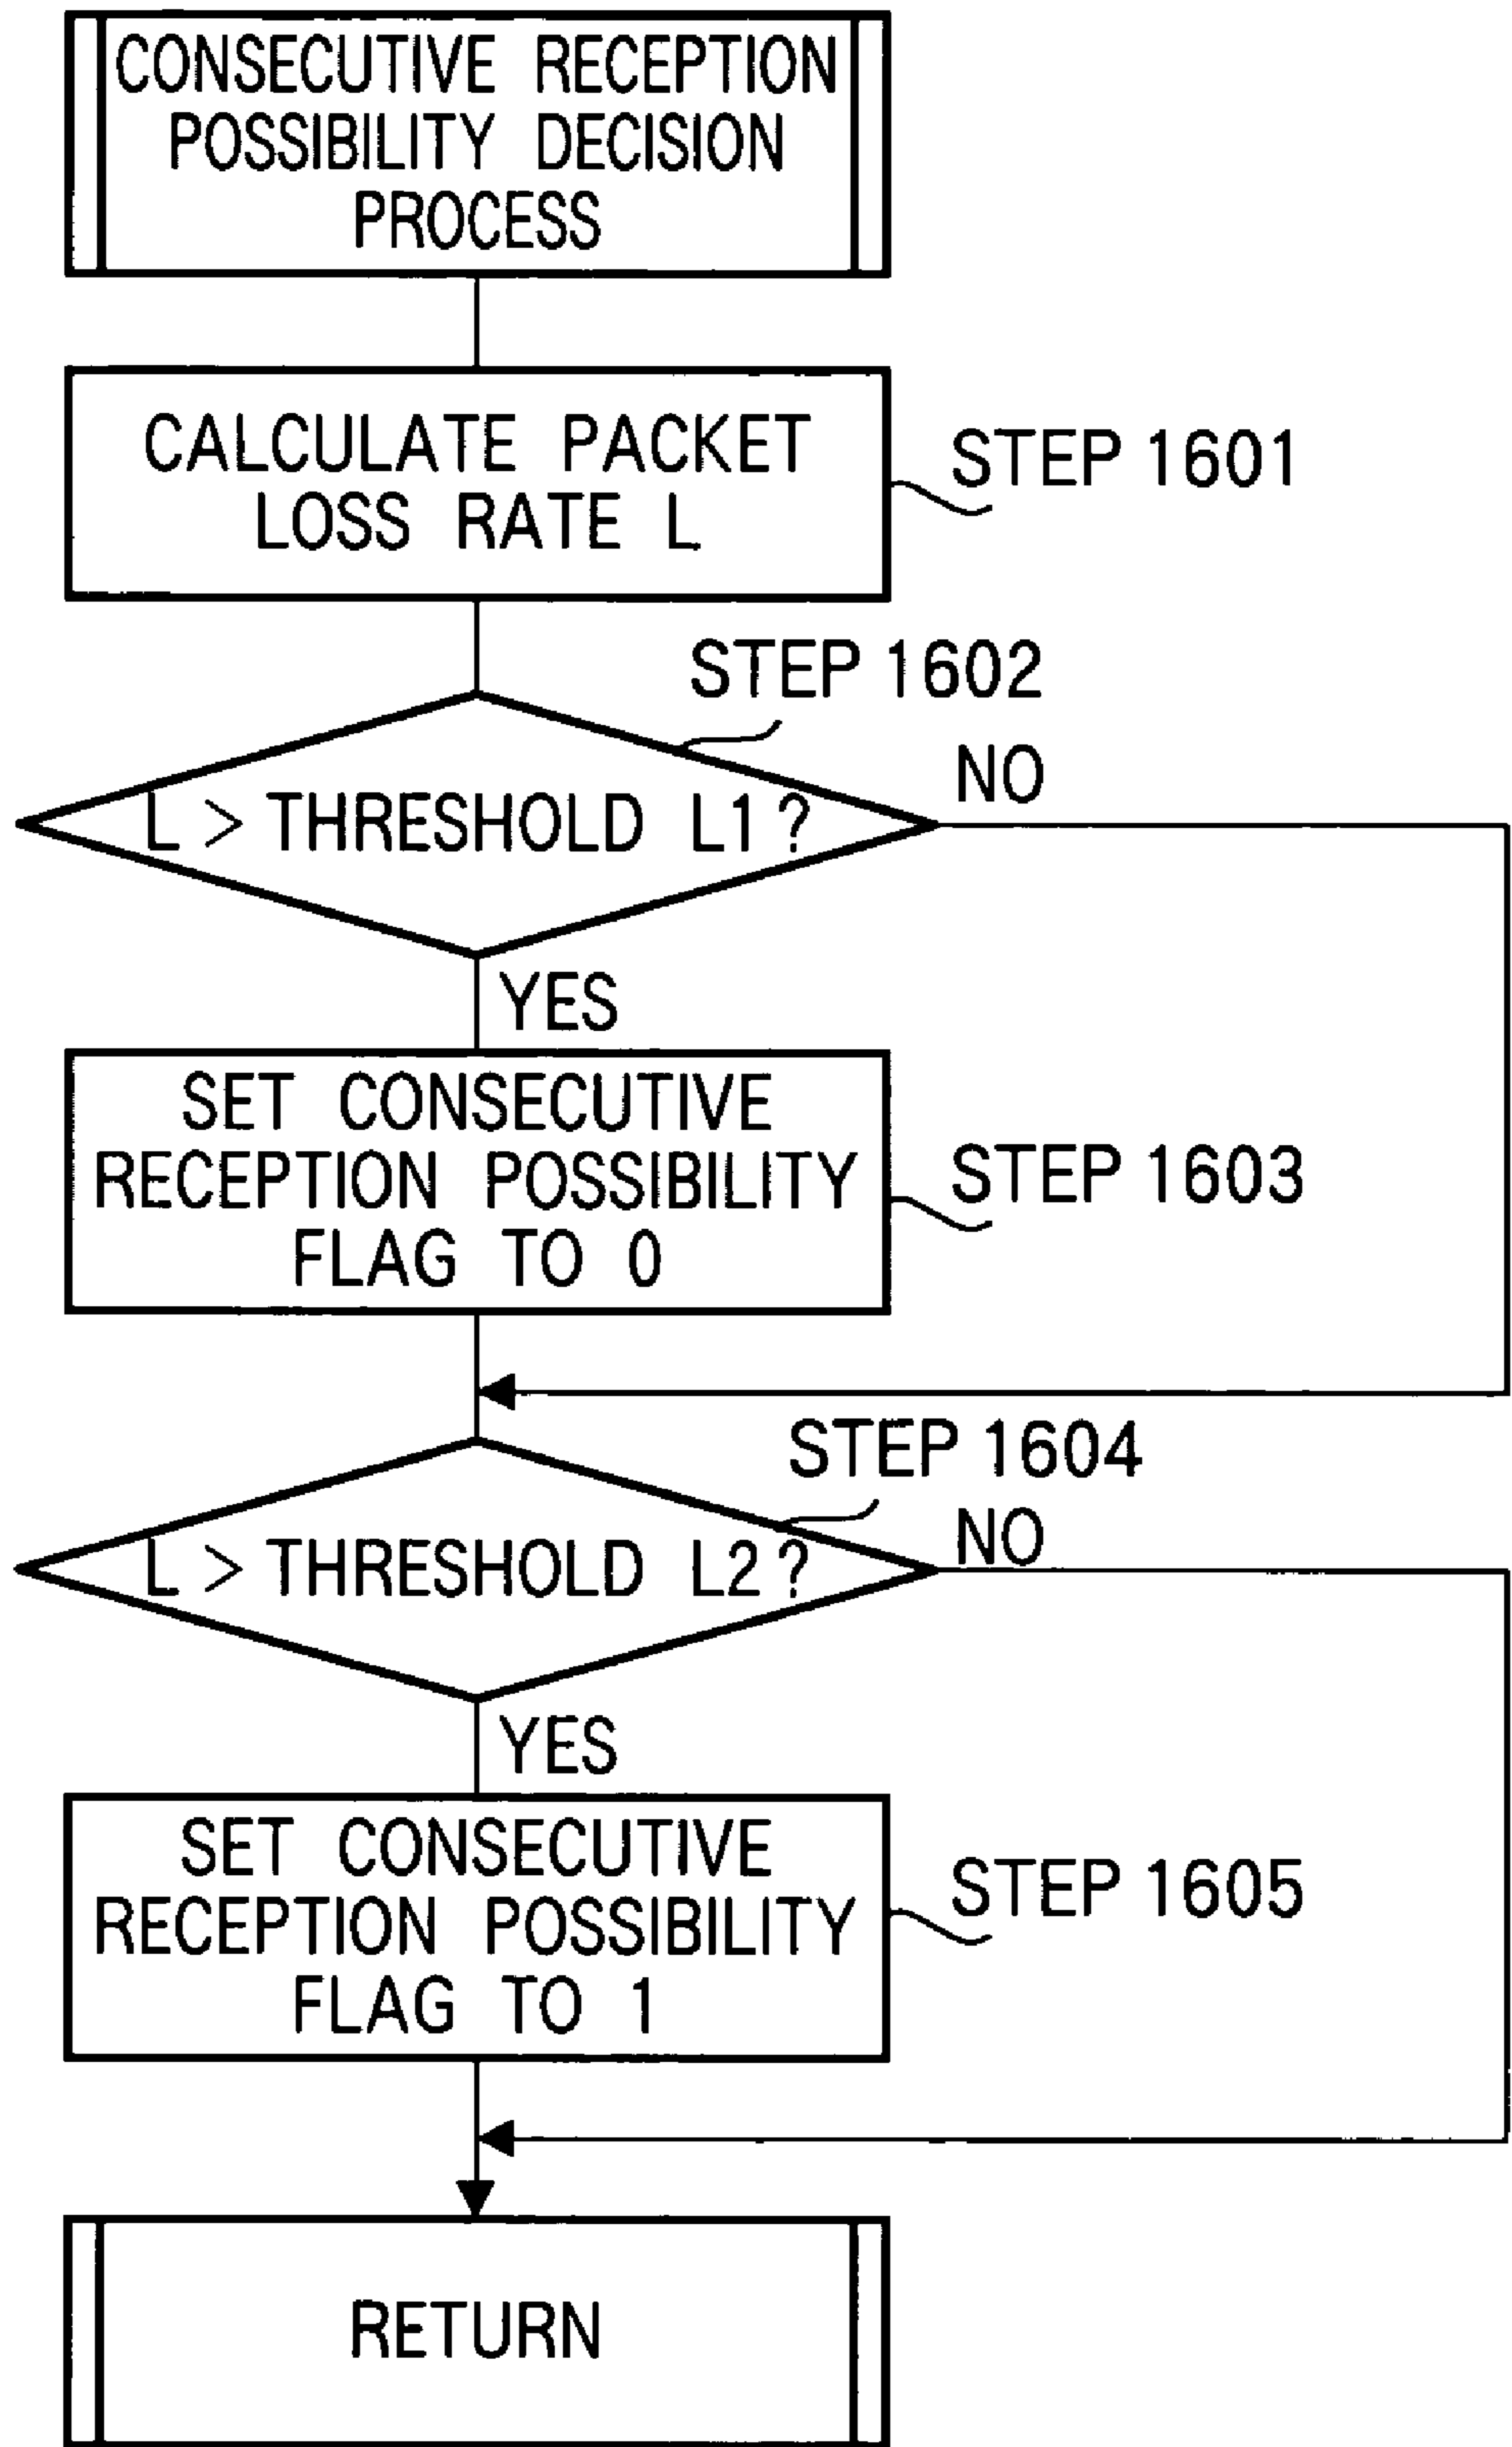 CONSECUTIVE RECEPTION
POSSIBILITY DECISION
PROCESS
CALCULATE PACKET
LOSS RATE L
STEP 1601
STEP 1602
L > THRESHOLD L1?
NO
YES
SET CONSECUTIVE
RECEPTION POSSIBILITY
FLAG TO 0
STEP 1603
STEP 1604
L > THRESHOLD L2?
NO
YES
SET CONSECUTIVE
RECEPTION POSSIBILITY
FLAG TO 1
STEP 1605
RETURN